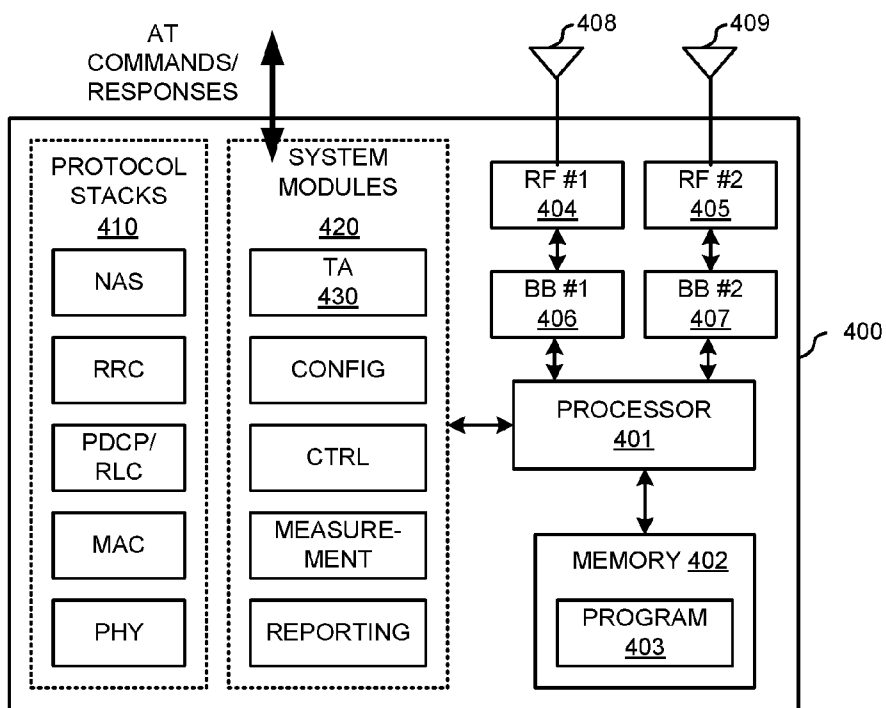 AT
COMMANDS/
RESPONSES
408
409
PROTOCOL
STACKS
410
NAS
RRC
PDCP/
RLC
MAC
PHY
SYSTEM
MODULES
420
TA
430
CONFIG
CTRL
MEASURE-
MENT
REPORTING
RF #1
404
RF #2
405
BB #1
406
BB #2
407
400
PROCESSOR
401
MEMORY 402
PROGRAM
403